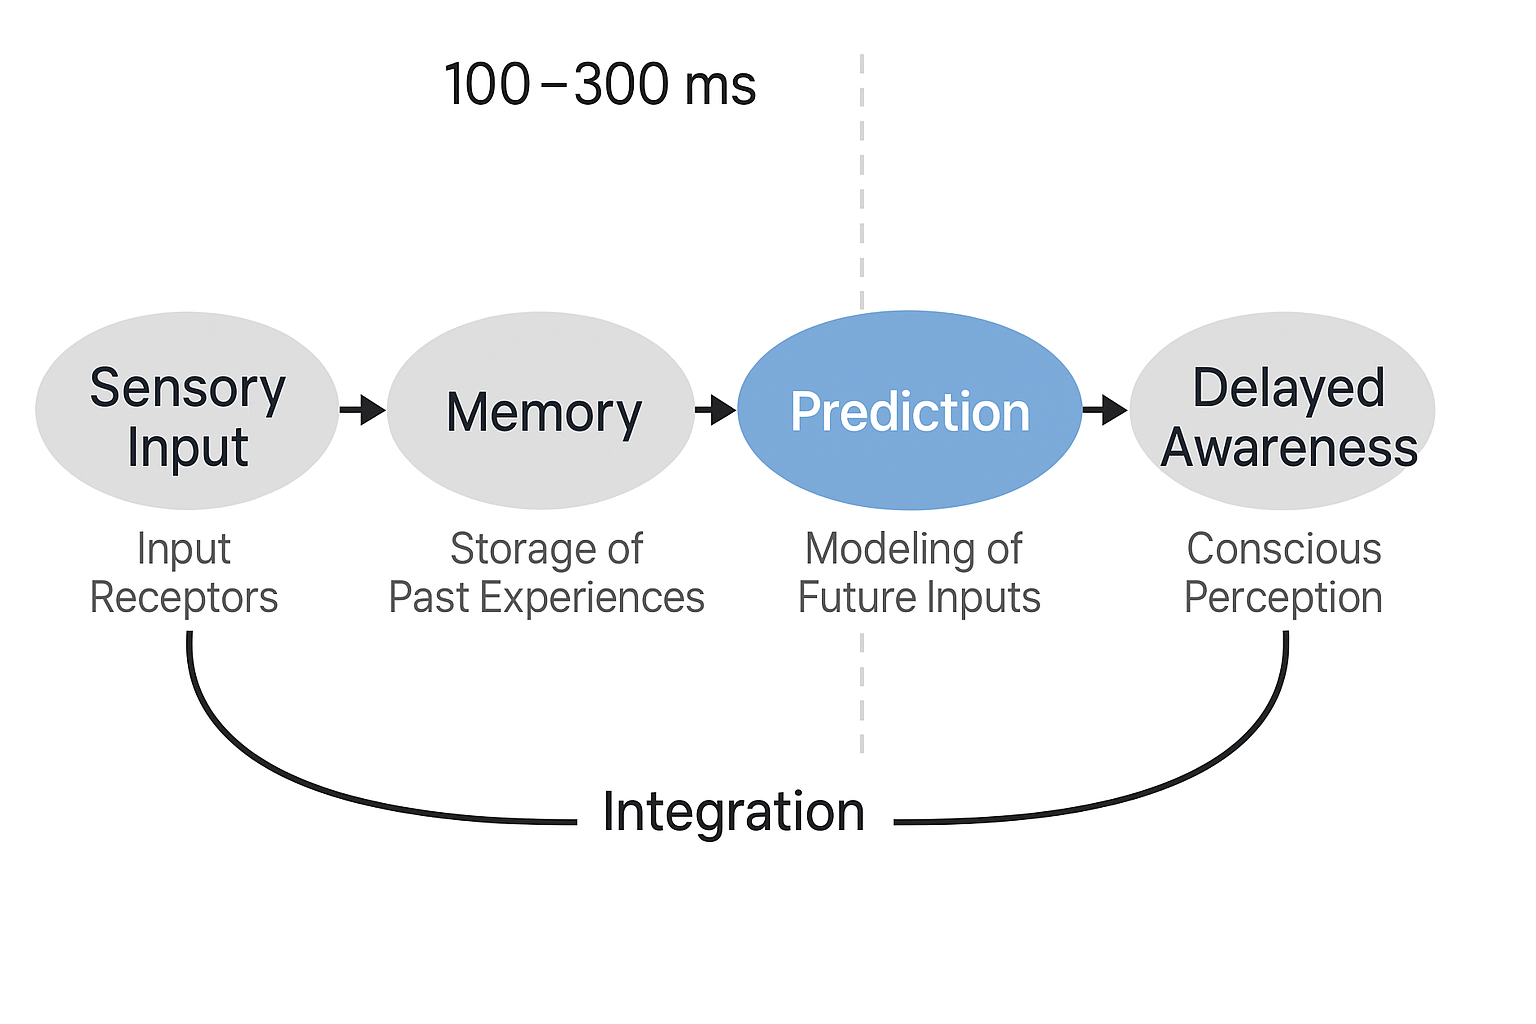 100–300 ms
Sensory
Input
Memory
Prediction
Delayed
Awareness
Input
Receptors
Storage of
Past Experiences
Modeling of
Future Inputs
Conscious
Perception
Integration